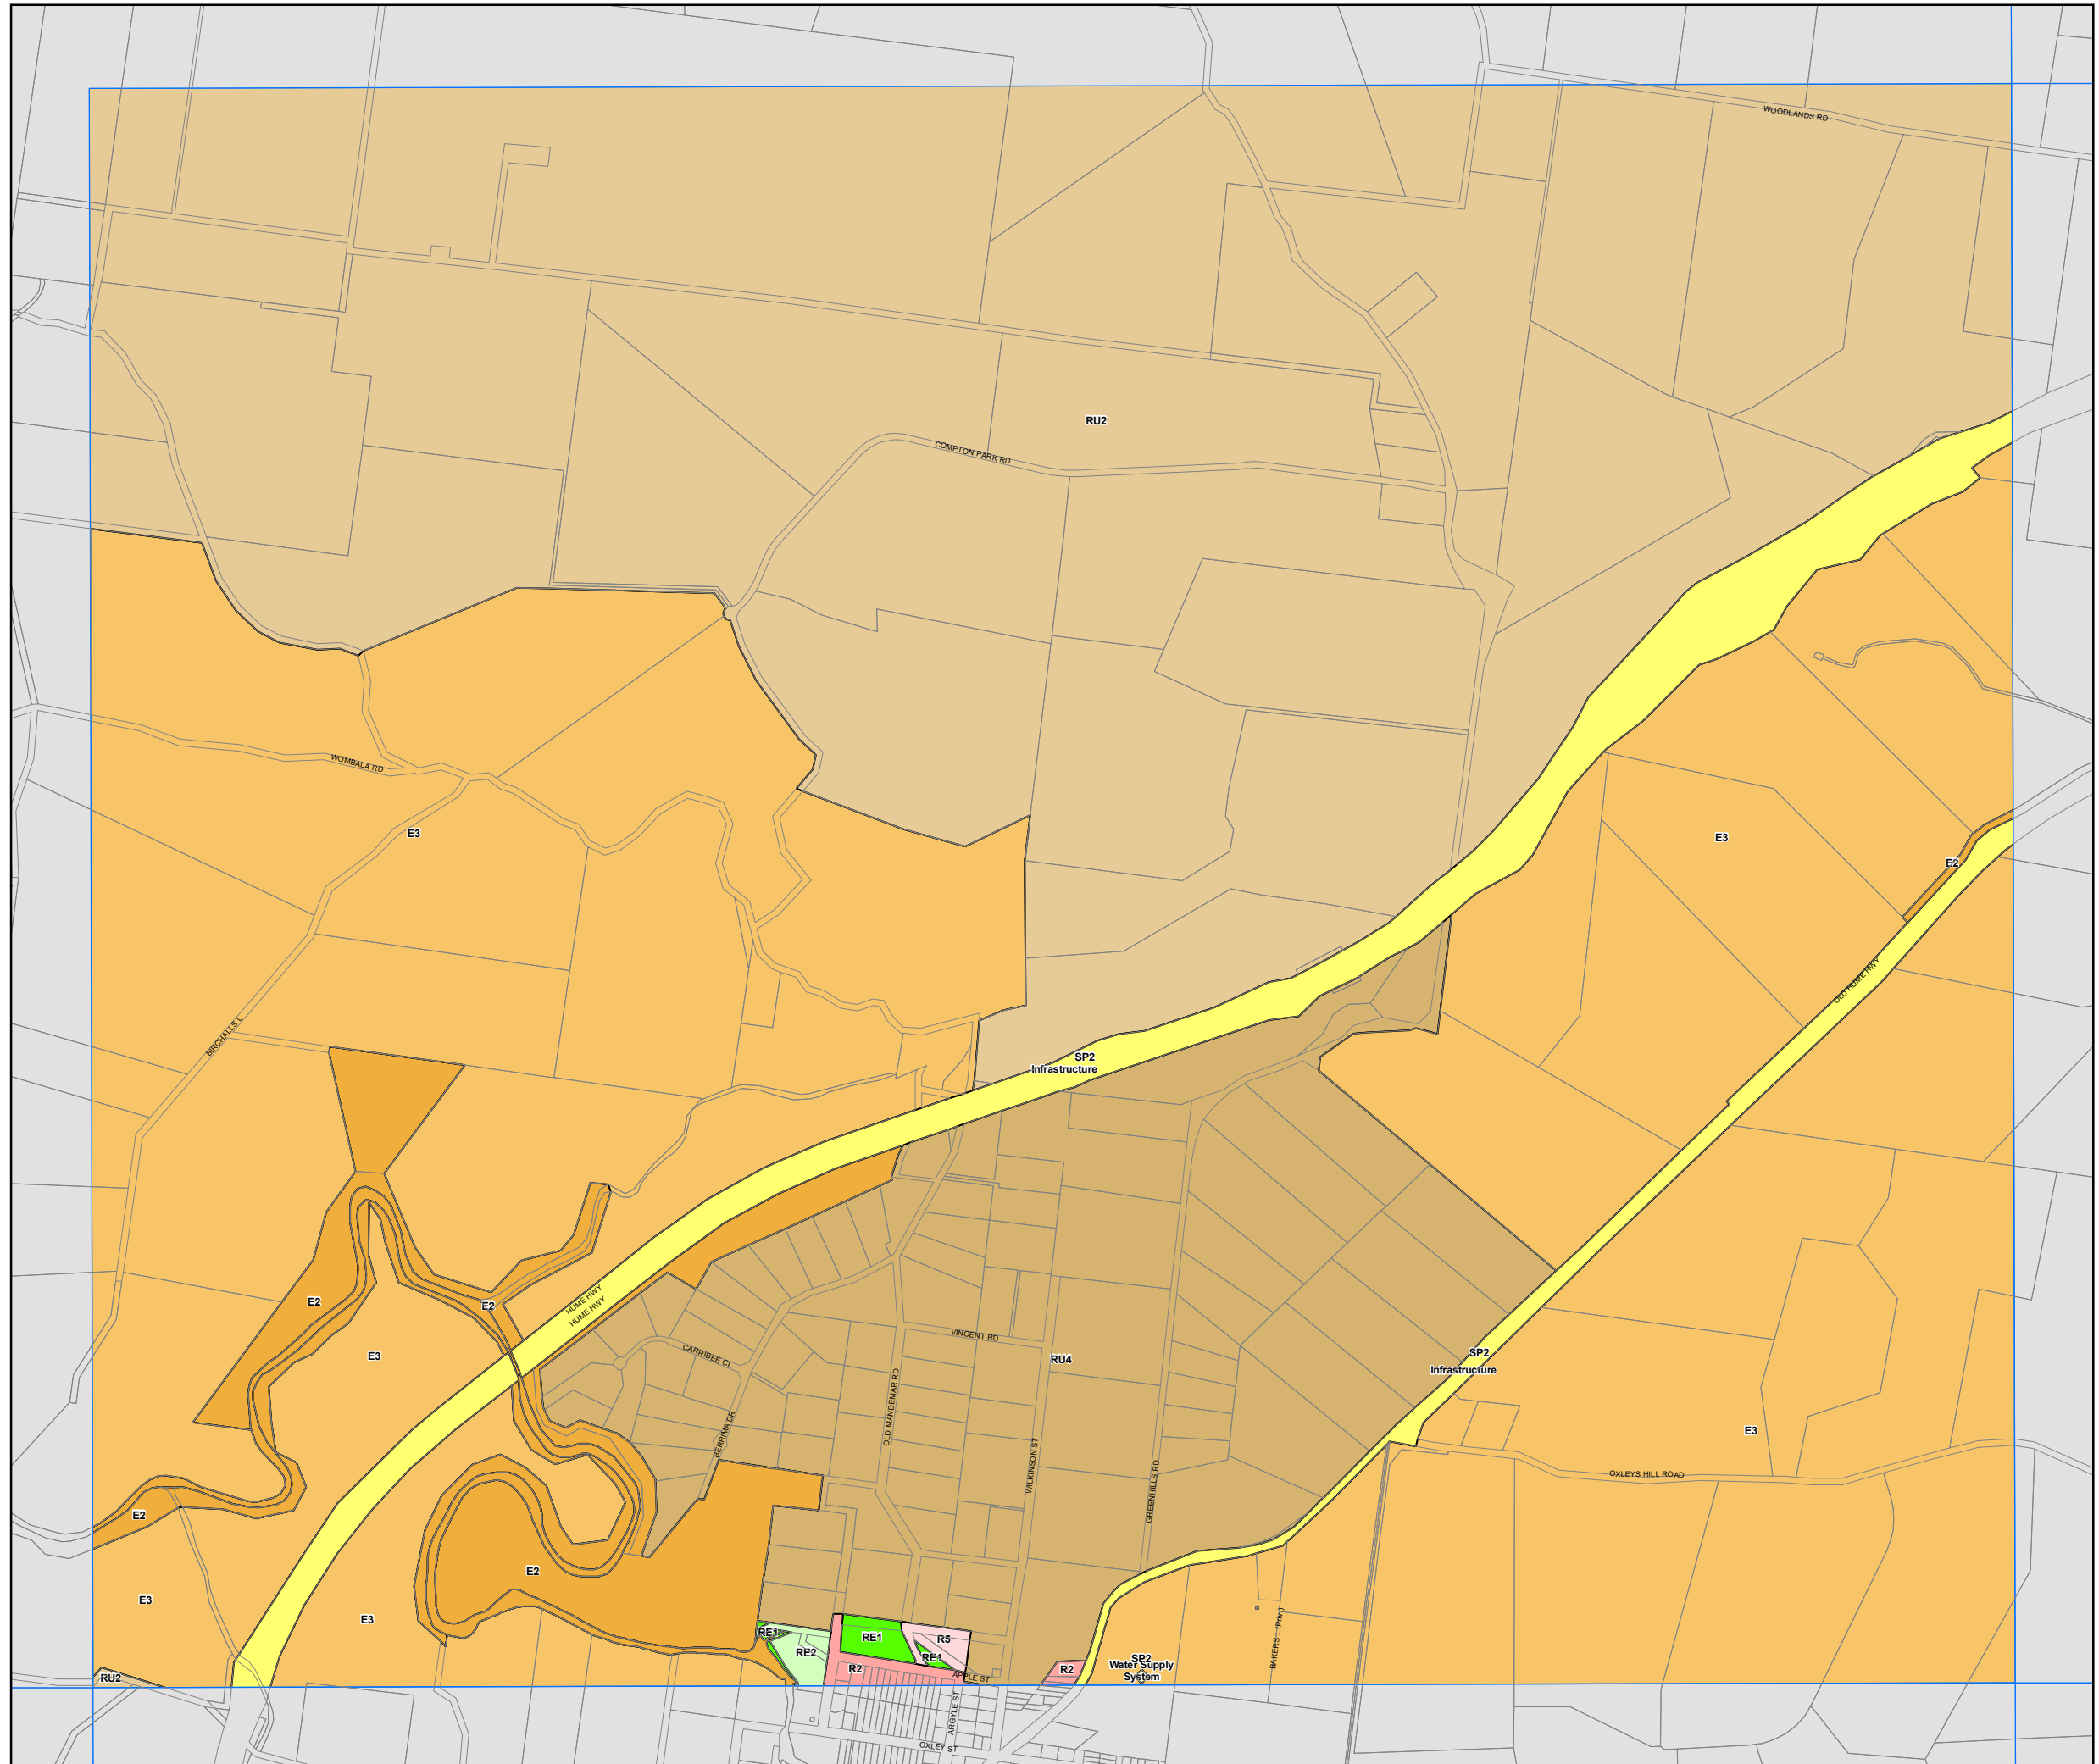 WOODLANDS RD
RU2
COMPTON PARK RD
WOMBALA RD
E3
E3
E2
OLD HUME HWY
BIRCHALLS L
SP2
Infrastructure
E2
E2
HUME HWY
HUME HWY
VINCENT RD
CARRIBEE CL
E3
RU4
SP2
Infrastructure
OLD MANDEMAR RD
BERRIMA DR
E3
WILKINSON ST
GREENHILLS RD
OXLEYS HILL ROAD
E2
E2
E3
E3
RE1
RE1
R5
RE2
RE1
R2
R2
SP2
Water Supply
System
BAKERS L (Priv.)
RU2
APPLE ST
ARGYLE ST
OXLEY ST